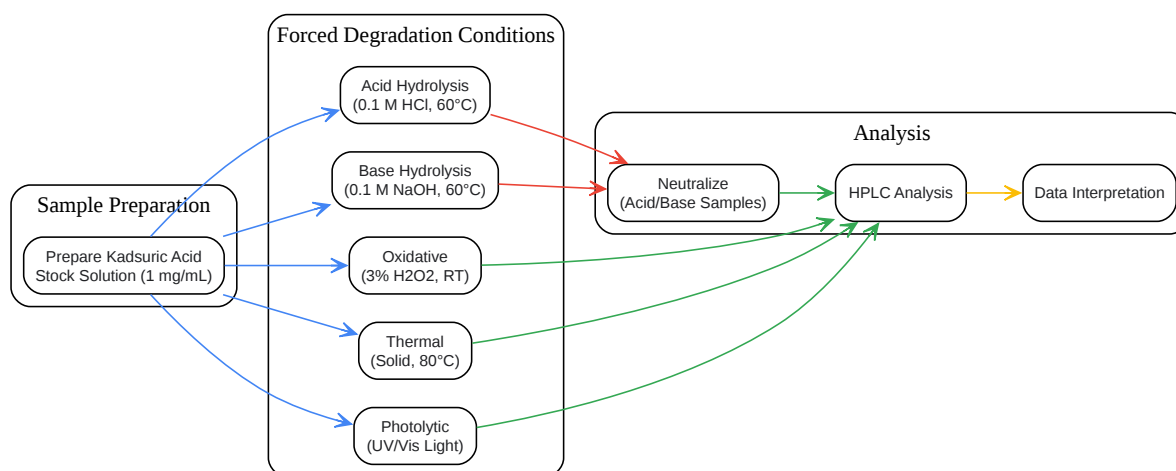 Sample Preparation
Prepare Kadsuric Acid
Stock Solution (1 mg/mL)
Forced Degradation Conditions
Acid Hydrolysis
(0.1 M HCl, 60°C)
Base Hydrolysis
(0.1 M NaOH, 60°C)
Oxidative
(3% H2O2, RT)
Thermal
(Solid, 80°C)
Photolytic
(UV/Vis Light)
Analysis
Neutralize
(Acid/Base Samples)
HPLC Analysis
Data Interpretation